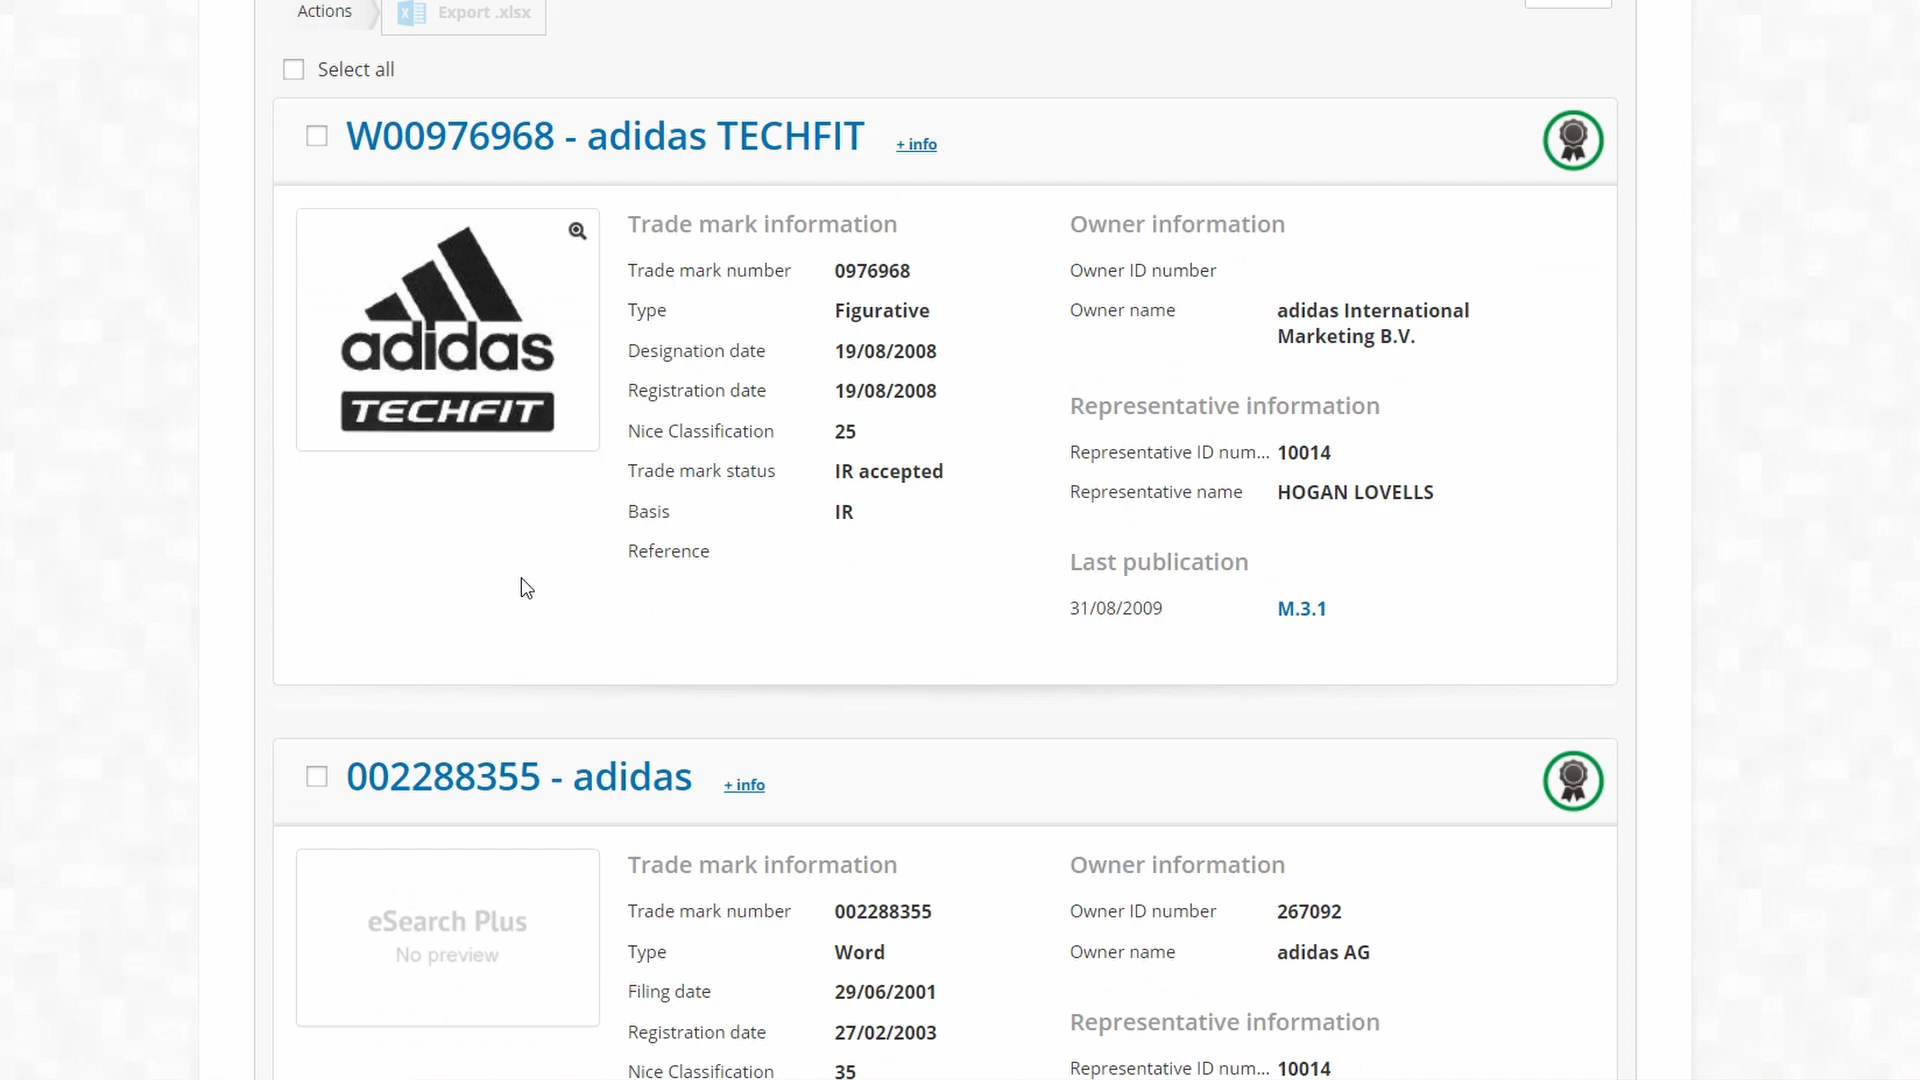 Actions
Export .xlsx
Select all
W00976968 - adidas TECHFIT + info
adidas
TECHFIT
Trade mark information
Trade mark number 0976968
Type Figurative
Designation date 19/08/2008
Registration date 19/08/2008
Nice Classification 25
Trade mark status IR accepted
Basis IR
Reference
Owner information
Owner ID number
Owner name adidas International
Marketing B.V.
Representative information
Representative ID num... 10014
Representative name HOGAN LOVELLS
Last publication
31/08/2009 M.3.1
002288355 - adidas + info
eSearch Plus
No preview
Trade mark information
Trade mark number 002288355
Type Word
Filing date 29/06/2001
Registration date 27/02/2003
Nice Classification 35
Owner information
Owner ID number 267092
Owner name adidas AG
Representative information
Representative ID num... 10014